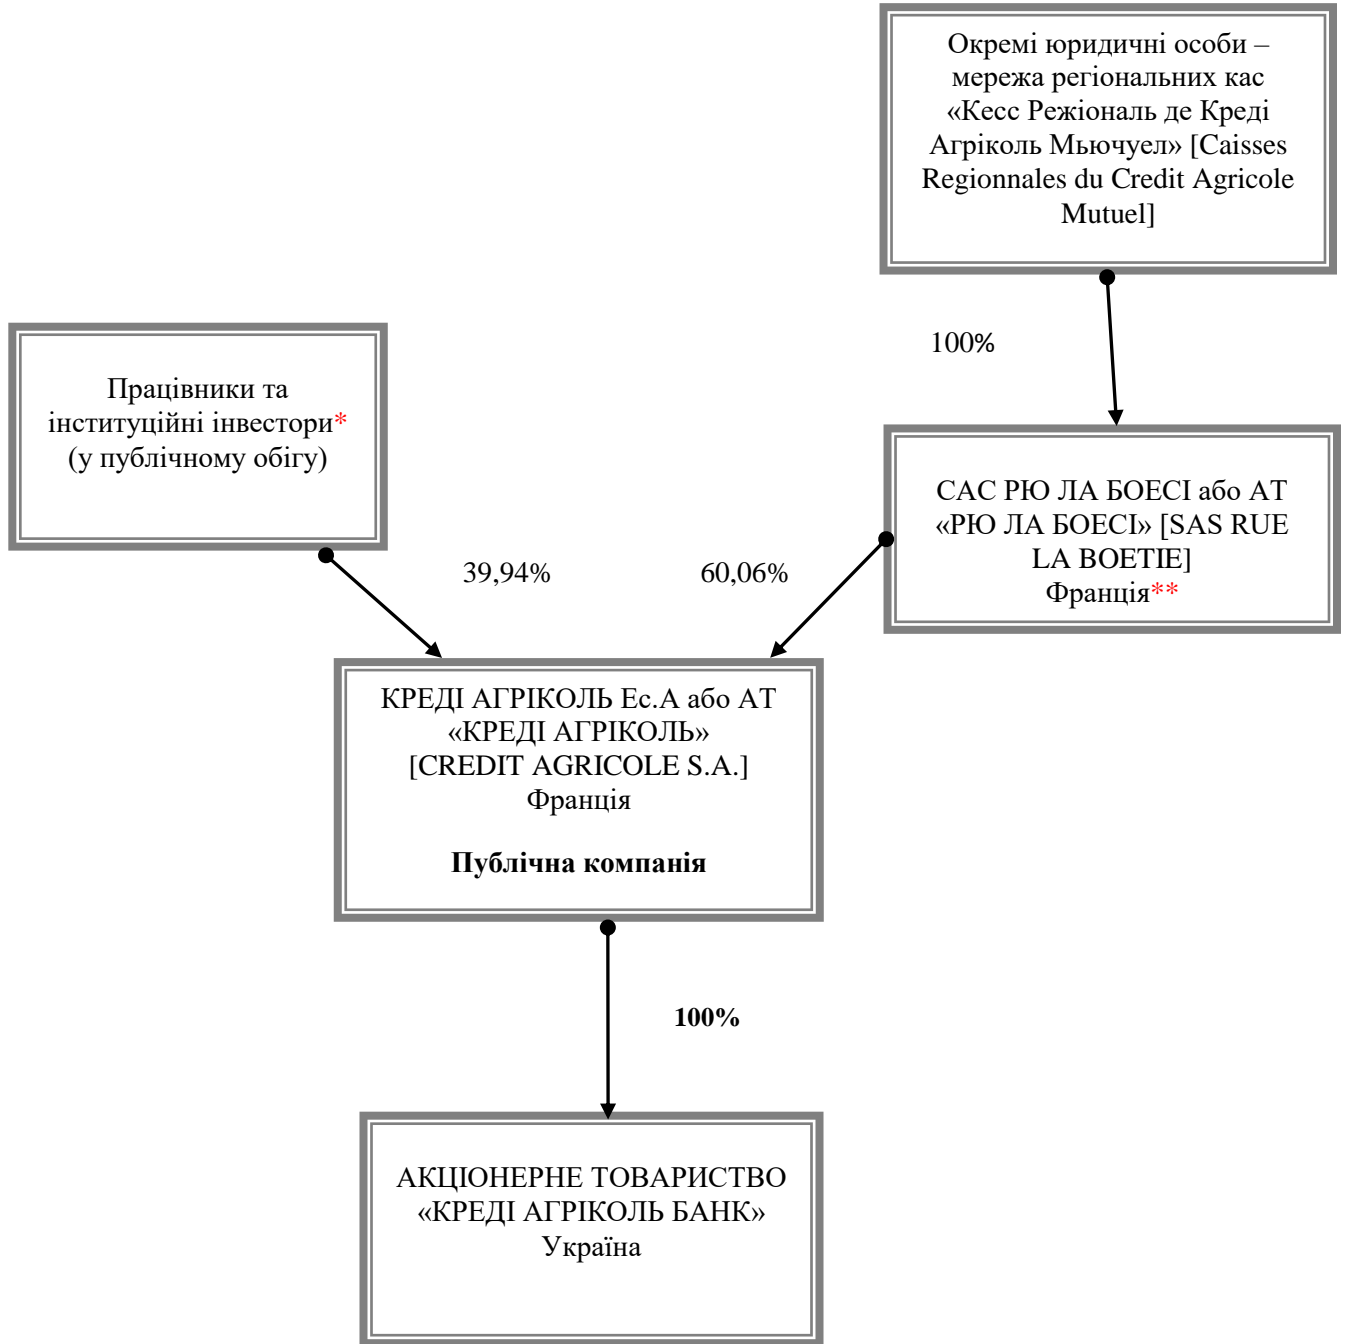 Окремі юридичні особи –
мережа регіональних кас
«Кесс Режіональ де Креді
Агріколь Мьючуел» [Caisses
Regionnales du Credit Agricole
Mutuel]
100%
Працівники та
інституційні інвестори*
(у публічному обігу)
САС РЮ ЛА БОЕСІ або АТ
«РЮ ЛА БОЕСІ» [SAS RUE
LA BOETIE]
Франція**
39,94%
60,06%
КРЕДІ АГРІКОЛЬ Ес.А або АТ
«КРЕДІ АГРІКОЛЬ»
[CREDIT AGRICOLE S.A.]
Франція
Публічна компанія
100%
АКЦІОНЕРНЕ ТОВАРИСТВО
«КРЕДІ АГРІКОЛЬ БАНК»
Україна